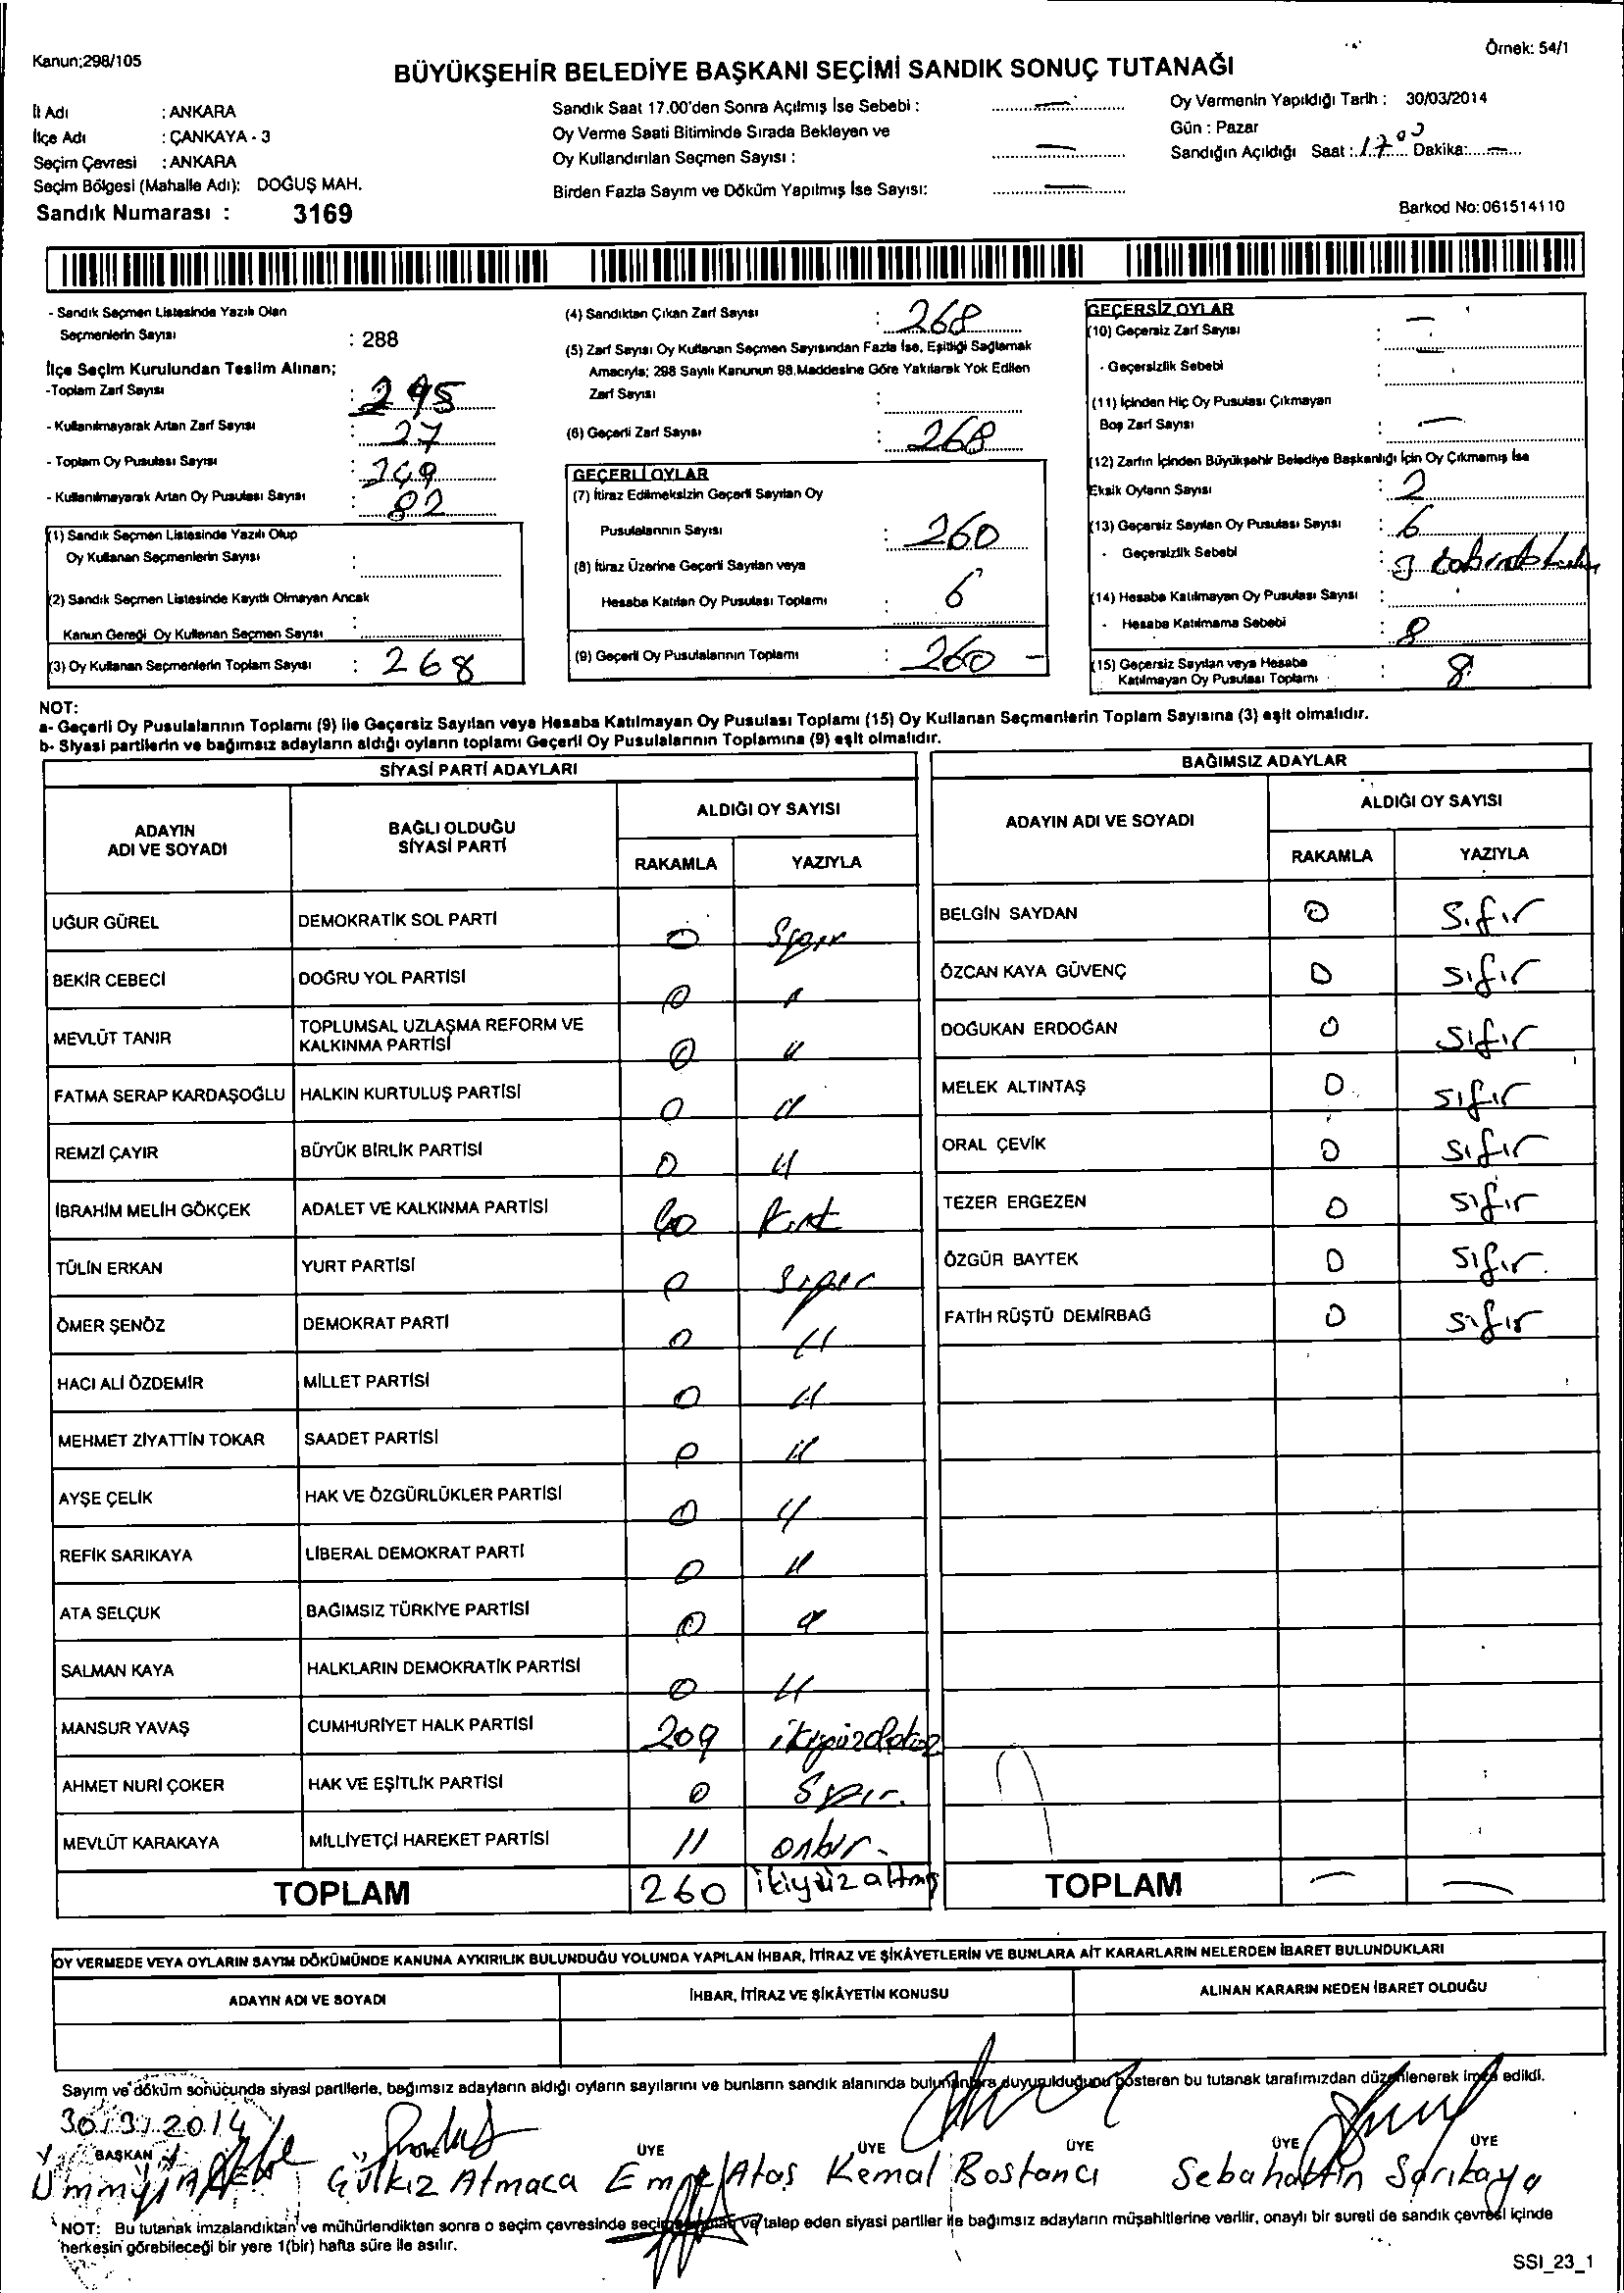 Kanun;298/105
Örnek: 54/1
BÜYÜKŞEHİR BELEDİYE BAŞKANI SEÇİMİ SANDIK SONUÇ TUTANAĞI
İl Adı : ANKARA
İlçe Adı : ÇANKAYA - 3
Seçim Çevresi : ANKARA
Seçim Bölgesi (Mahalle Adı): DOĞUŞ MAH.
Sandık Numarası : 3169
Sandık Saat 17.00'den Sonra Açılmış İse Sebebi : —
Oy Verme Saati Bitiminde Sırada Bekleyen ve
Oy Kullandırılan Seçmen Sayısı : —
Birden Fazla Sayım ve Döküm Yapılmış İse Sayısı: —
Oy Vermenin Yapıldığı Tarih : 30/03/2014
Gün : Pazar
Sandığın Açıldığı Saat : 17 00 Dakika: —
Barkod No: 061514110
- Sandık Seçmen Listesinde Yazılı Olan
Seçmenlerin Sayısı : 288
İlçe Seçim Kurulundan Teslim Alınan;
-Toplam Zarf Sayısı : 295
- Kullanılmayarak Artan Zarf Sayısı : 27
- Toplam Oy Pusulası Sayısı :
- Kullanılmayarak Artan Oy Pusulası Sayısı : 82
(1) Sandık Seçmen Listesinde Yazılı Olup
Oy Kullanan Seçmenlerin Sayısı :
(2) Sandık Seçmen Listesinde Kayıtlı Olmayan Ancak
Kanun Gereği Oy Kullanan Seçmen Sayısı :
(3) Oy Kullanan Seçmenlerin Toplam Sayısı : 268
(4) Sandıktan Çıkan Zarf Sayısı : 268
(5) Zarf Sayısı Oy Kullanan Seçmen Sayısından Fazla İse, Eşitliği Sağlamak
Amacıyla; 298 Sayılı Kanunun 98.Maddesine Göre Yakılarak Yok Edilen
Zarf Sayısı :
(6) Geçerli Zarf Sayısı : 268
GEÇERLİ OYLAR
(7) İtiraz Edilmeksizin Geçerli Sayılan Oy
Pusulalarının Sayısı : 260
(8) İtiraz Üzerine Geçerli Sayılan veya
Hesaba Katılan Oy Pusulası Toplamı : 6
(9) Geçerli Oy Pusulalarının Toplamı : 260 -
GEÇERSİZ OYLAR
(10) Geçersiz Zarf Sayısı : —
- Geçersizlik Sebebi : —
(11) İçinden Hiç Oy Pusulası Çıkmayan
Boş Zarf Sayısı : —
(12) Zarfın İçinden Büyükşehir Belediye Başkanlığı İçin Oy Çıkmamış İse
Eksik Oyların Sayısı : 2
(13) Geçersiz Sayılan Oy Pusulası Sayısı : 6
- Geçersizlik Sebebi :
(14) Hesaba Katılmayan Oy Pusulası Sayısı :
- Hesaba Katılmama Sebebi : 8
(15) Geçersiz Sayılan veya Hesaba
Katılmayan Oy Pusulası Toplamı : 8
NOT:
a- Geçerli Oy Pusulalarının Toplamı (9) ile Geçersiz Sayılan veya Hesaba Katılmayan Oy Pusulası Toplamı (15) Oy Kullanan Seçmenlerin Toplam Sayısına (3) eşit olmalıdır.
b- Siyasi partilerin ve bağımsız adayların aldığı oyların toplamı Geçerli Oy Pusulalarının Toplamına (9) eşit olmalıdır.
SİYASİ PARTİ ADAYLARI
ADAYIN ADI VE SOYADI BAĞLI OLDUĞU SİYASİ PARTİ ALDIĞI OY SAYISI
RAKAMLA YAZIYLA
UĞUR GÜREL DEMOKRATİK SOL PARTİ 0 Sıfır
BEKİR CEBECİ DOĞRU YOL PARTİSİ 0 "
MEVLÜT TANIR TOPLUMSAL UZLAŞMA REFORM VE KALKINMA PARTİSİ 0 "
FATMA SERAP KARDAŞOĞLU HALKIN KURTULUŞ PARTİSİ 0 "
REMZİ ÇAYIR BÜYÜK BİRLİK PARTİSİ 0 "
İBRAHİM MELİH GÖKÇEK ADALET VE KALKINMA PARTİSİ 40 Kırk
TÜLİN ERKAN YURT PARTİSİ 0 Sıfır
ÖMER ŞENÖZ DEMOKRAT PARTİ 0 "
HACI ALİ ÖZDEMİR MİLLET PARTİSİ 0 "
MEHMET ZİYATTİN TOKAR SAADET PARTİSİ 0 "
AYŞE ÇELİK HAK VE ÖZGÜRLÜKLER PARTİSİ 0 "
REFİK SARIKAYA LİBERAL DEMOKRAT PARTİ 0 "
ATA SELÇUK BAĞIMSIZ TÜRKİYE PARTİSİ 0 "
SALMAN KAYA HALKLARIN DEMOKRATİK PARTİSİ 0 "
MANSUR YAVAŞ CUMHURİYET HALK PARTİSİ 209 ikiyüzdokuz
AHMET NURİ ÇOKER HAK VE EŞİTLİK PARTİSİ 0 Sıfır.
MEVLÜT KARAKAYA MİLLİYETÇİ HAREKET PARTİSİ 11 onbir -
TOPLAM 260 ikiyüzaltmış
BAĞIMSIZ ADAYLAR
ADAYIN ADI VE SOYADI ALDIĞI OY SAYISI
RAKAMLA YAZIYLA
BELGİN SAYDAN 0 Sıfır
ÖZCAN KAYA GÜVENÇ 0 sıfır
DOĞUKAN ERDOĞAN 0 sıfır
MELEK ALTINTAŞ 0 sıfır
ORAL ÇEVİK 0 sıfır
TEZER ERGEZEN 0 sıfır
ÖZGÜR BAYTEK 0 sıfır.
FATİH RÜŞTÜ DEMİRBAĞ 0 sıfır
TOPLAM — —
OY VERMEDE VEYA OYLARIN SAYIM DÖKÜMÜNDE KANUNA AYKIRILIK BULUNDUĞU YOLUNDA YAPILAN İHBAR, İTİRAZ VE ŞİKÂYETLERİN VE BUNLARA AİT KARARLARIN NELERDEN İBARET BULUNDUKLARI
ADAYIN ADI VE SOYADI İHBAR, İTİRAZ VE ŞİKÂYETİN KONUSU ALINAN KARARIN NEDEN İBARET OLDUĞU
Sayım ve döküm sonucunda siyasi partilerle, bağımsız adayların aldığı oyların sayılarını ve bunların sandık alanında bulunanlara duyurulduğunu gösteren bu tutanak tarafımızdan düzenlenerek imza edildi.
30/3/2014
BAŞKAN ÜYE ÜYE ÜYE ÜYE ÜYE ÜYE
Gülkız Atmaca Emre Ataş Kemal Bostancı Sebahattin Sarıkaya
NOT: Bu tutanak imzalandıktan ve mühürlendikten sonra o seçim çevresinde ve talep eden siyasi partiler ile bağımsız adayların müşahitlerine verilir, onaylı bir sureti de sandık çevresi içinde
herkesin görebileceği bir yere 1(bir) hafta süre ile asılır.
SSI_23_1